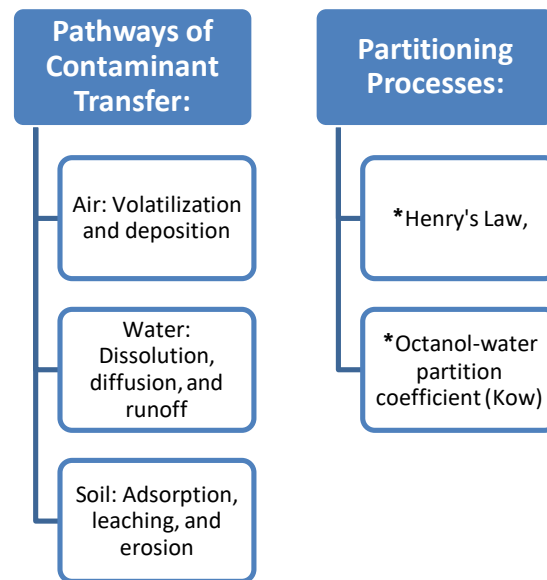 Pathways of
Contaminant
Transfer:
Air: Volatilization
and deposition
Water:
Dissolution,
diffusion, and
runoff
Soil: Adsorption,
leaching, and
erosion
Partitioning
Processes:
*Henry's Law,
*Octanol-water
partition
coefficient (Kow)